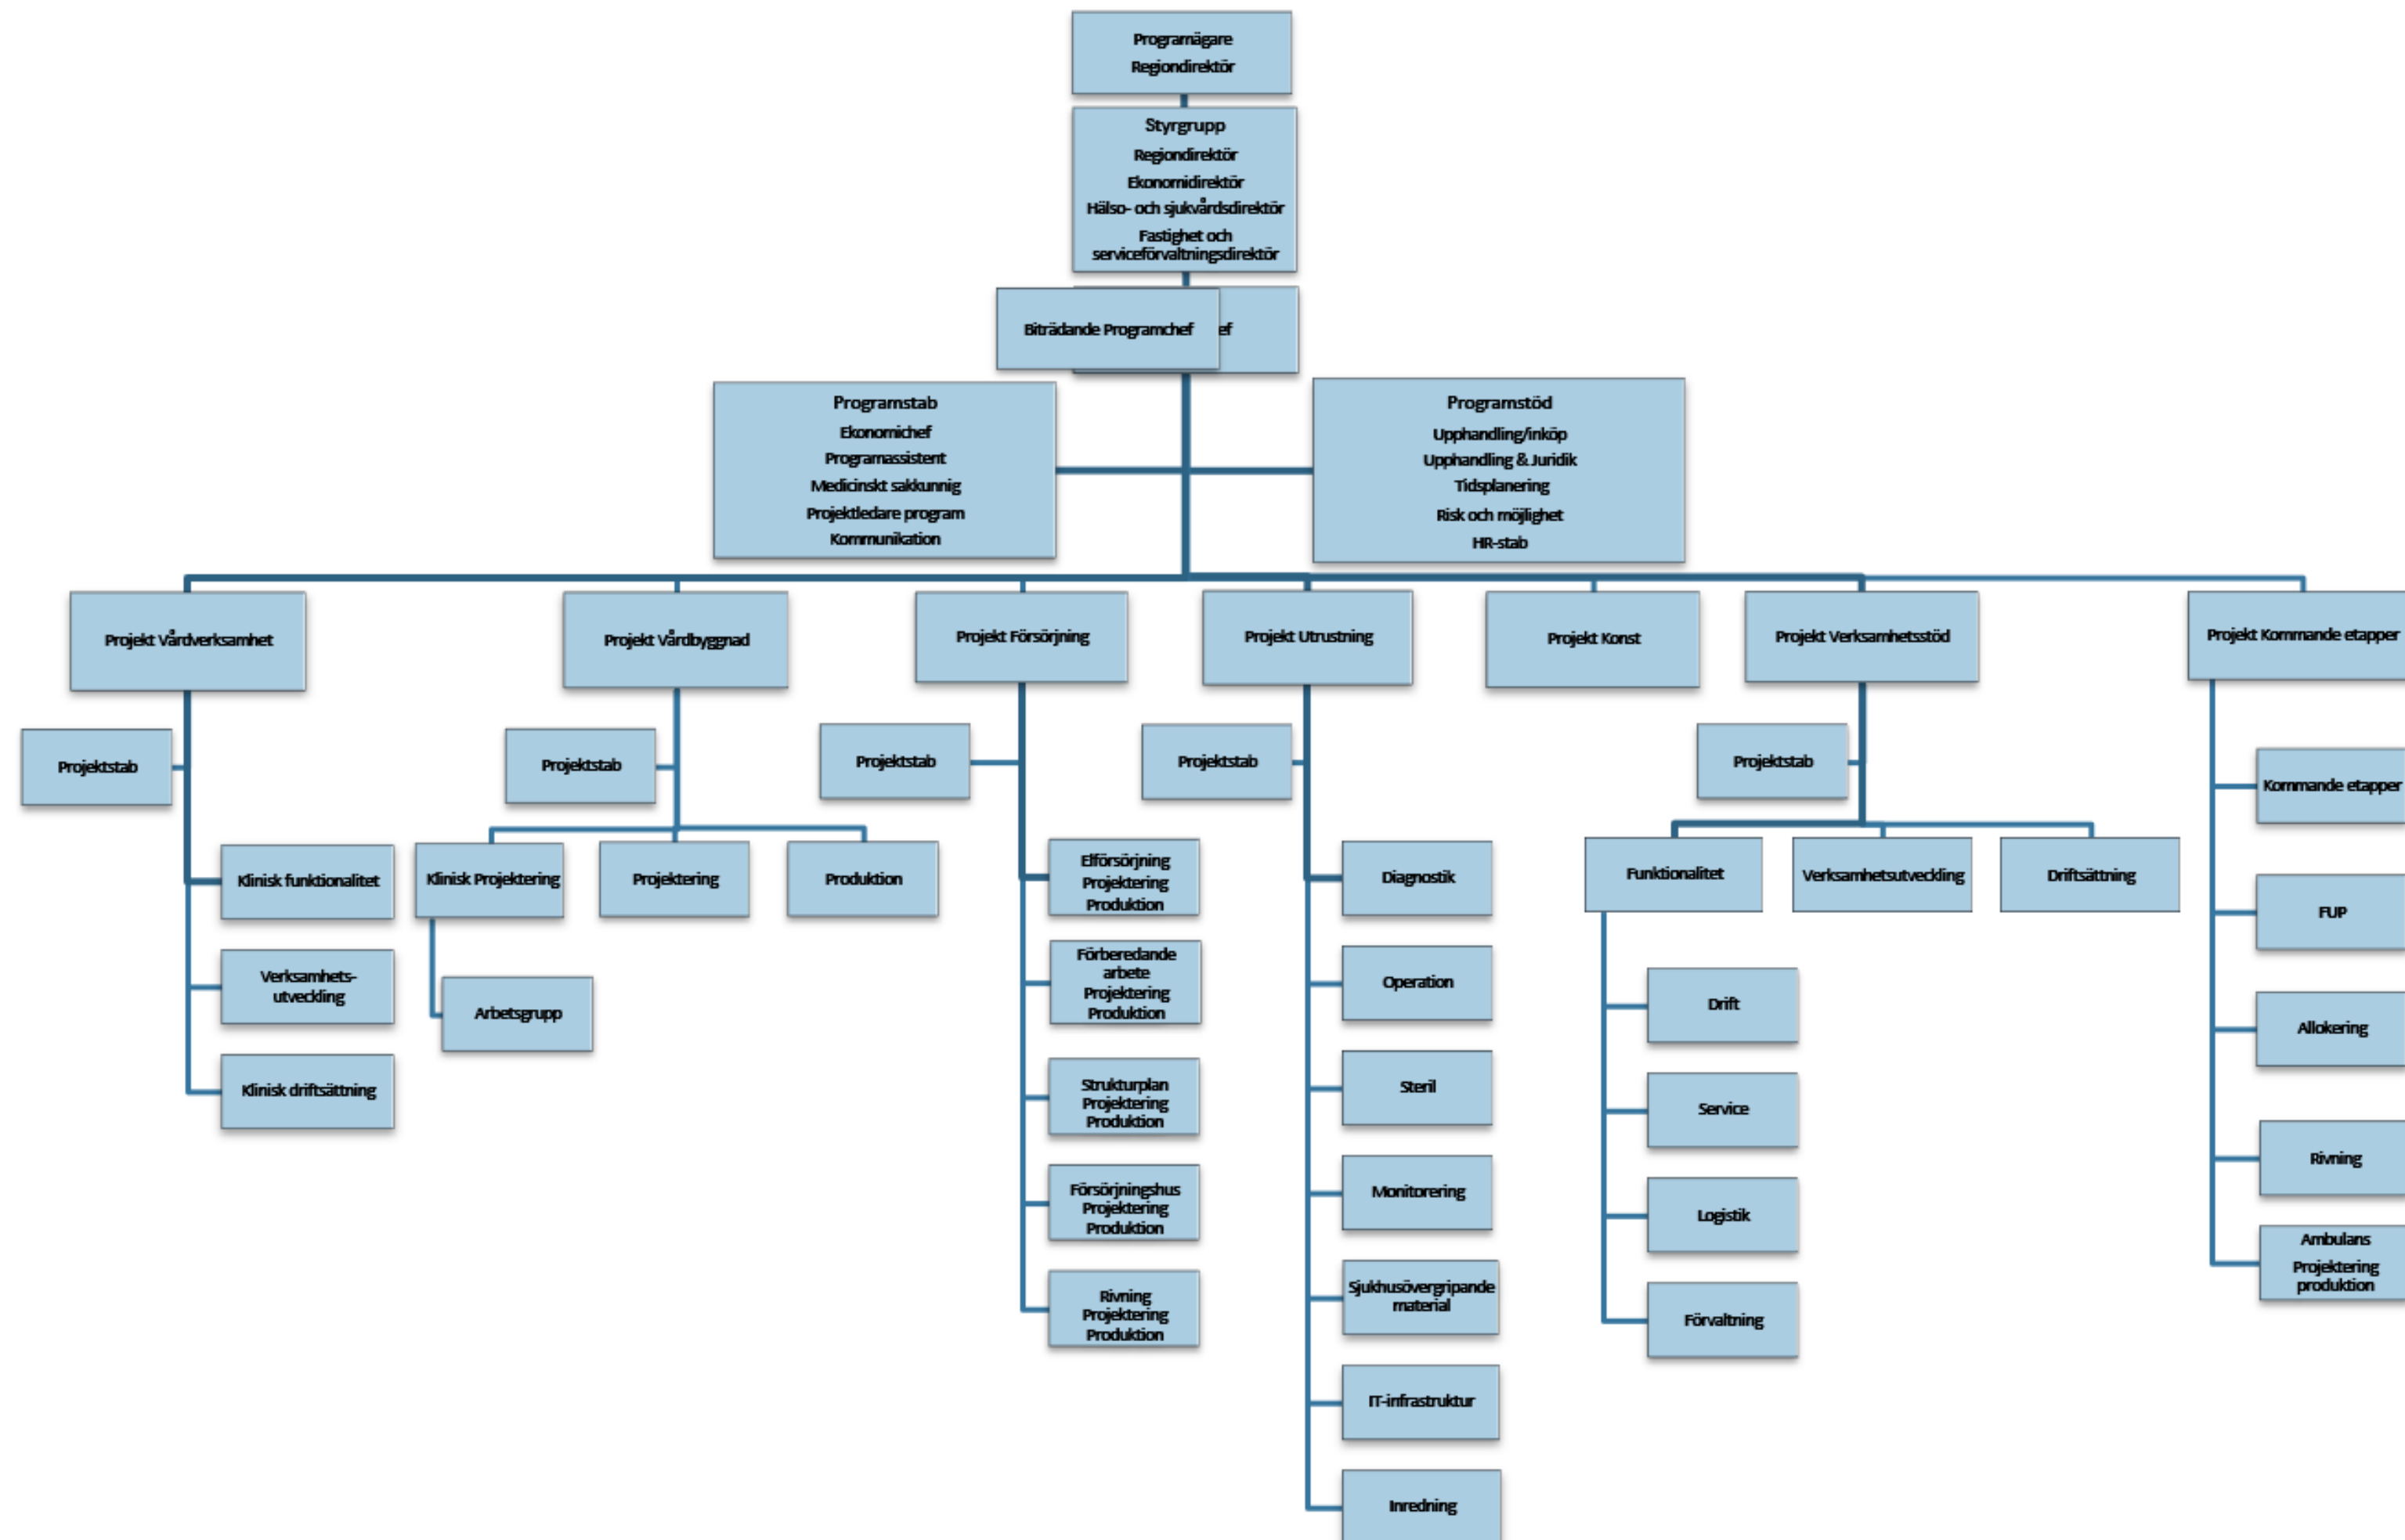 Programägare
Regiondirektör
Styrgrupp
Regiondirektör
Ekonomidirektör
Hälso- och sjukvårdsdirektör
Fastighet och
serviceförvaltningsdirektör
Biträdande Programchef
ef
Programstab
Ekonomichef
Programassistent
Medicinskt sakkunnig
Projektledare program
Kommunikation
Programstöd
Upphandling/inköp
Upphandling & Juridik
Tidsplanering
Risk och möjlighet
HR-stab
Projekt Vårdverksamhet
Projekt Vårdbyggnad
Projekt Försörjning
Projekt Utrustning
Projekt Konst
Projekt Verksamhetsstöd
Projekt Kommande etapper
Projektstab
Klinisk funktionalitet
Verksamhets-
utveckling
Klinisk driftsättning
Projektstab
Klinisk Projektering
Projektering
Produktion
Arbetsgrupp
Projektstab
Elförsörjning
Projektering
Produktion
Förberedande
arbete
Projektering
Produktion
Strukturplan
Projektering
Produktion
Försörjningshus
Projektering
Produktion
Rivning
Projektering
Produktion
Projektstab
Diagnostik
Operation
Steril
Monitorering
Sjukhusövergripande
material
IT-infrastruktur
Inredning
Projektstab
Funktionalitet
Verksamhetsutveckling
Driftsättning
Drift
Service
Logistik
Förvaltning
Kommande etapper
FUP
Allokering
Rivning
Ambulans
Projektering
produktion